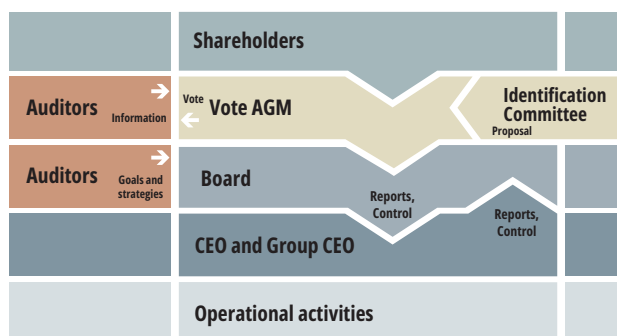 Shareholders
Auditors
Information
Vote
Vote AGM
Identification
Committee
Proposal
Auditors
Goals and
strategies
Board
Reports,
Control
Reports,
Control
CEO and Group CEO
Operational activities